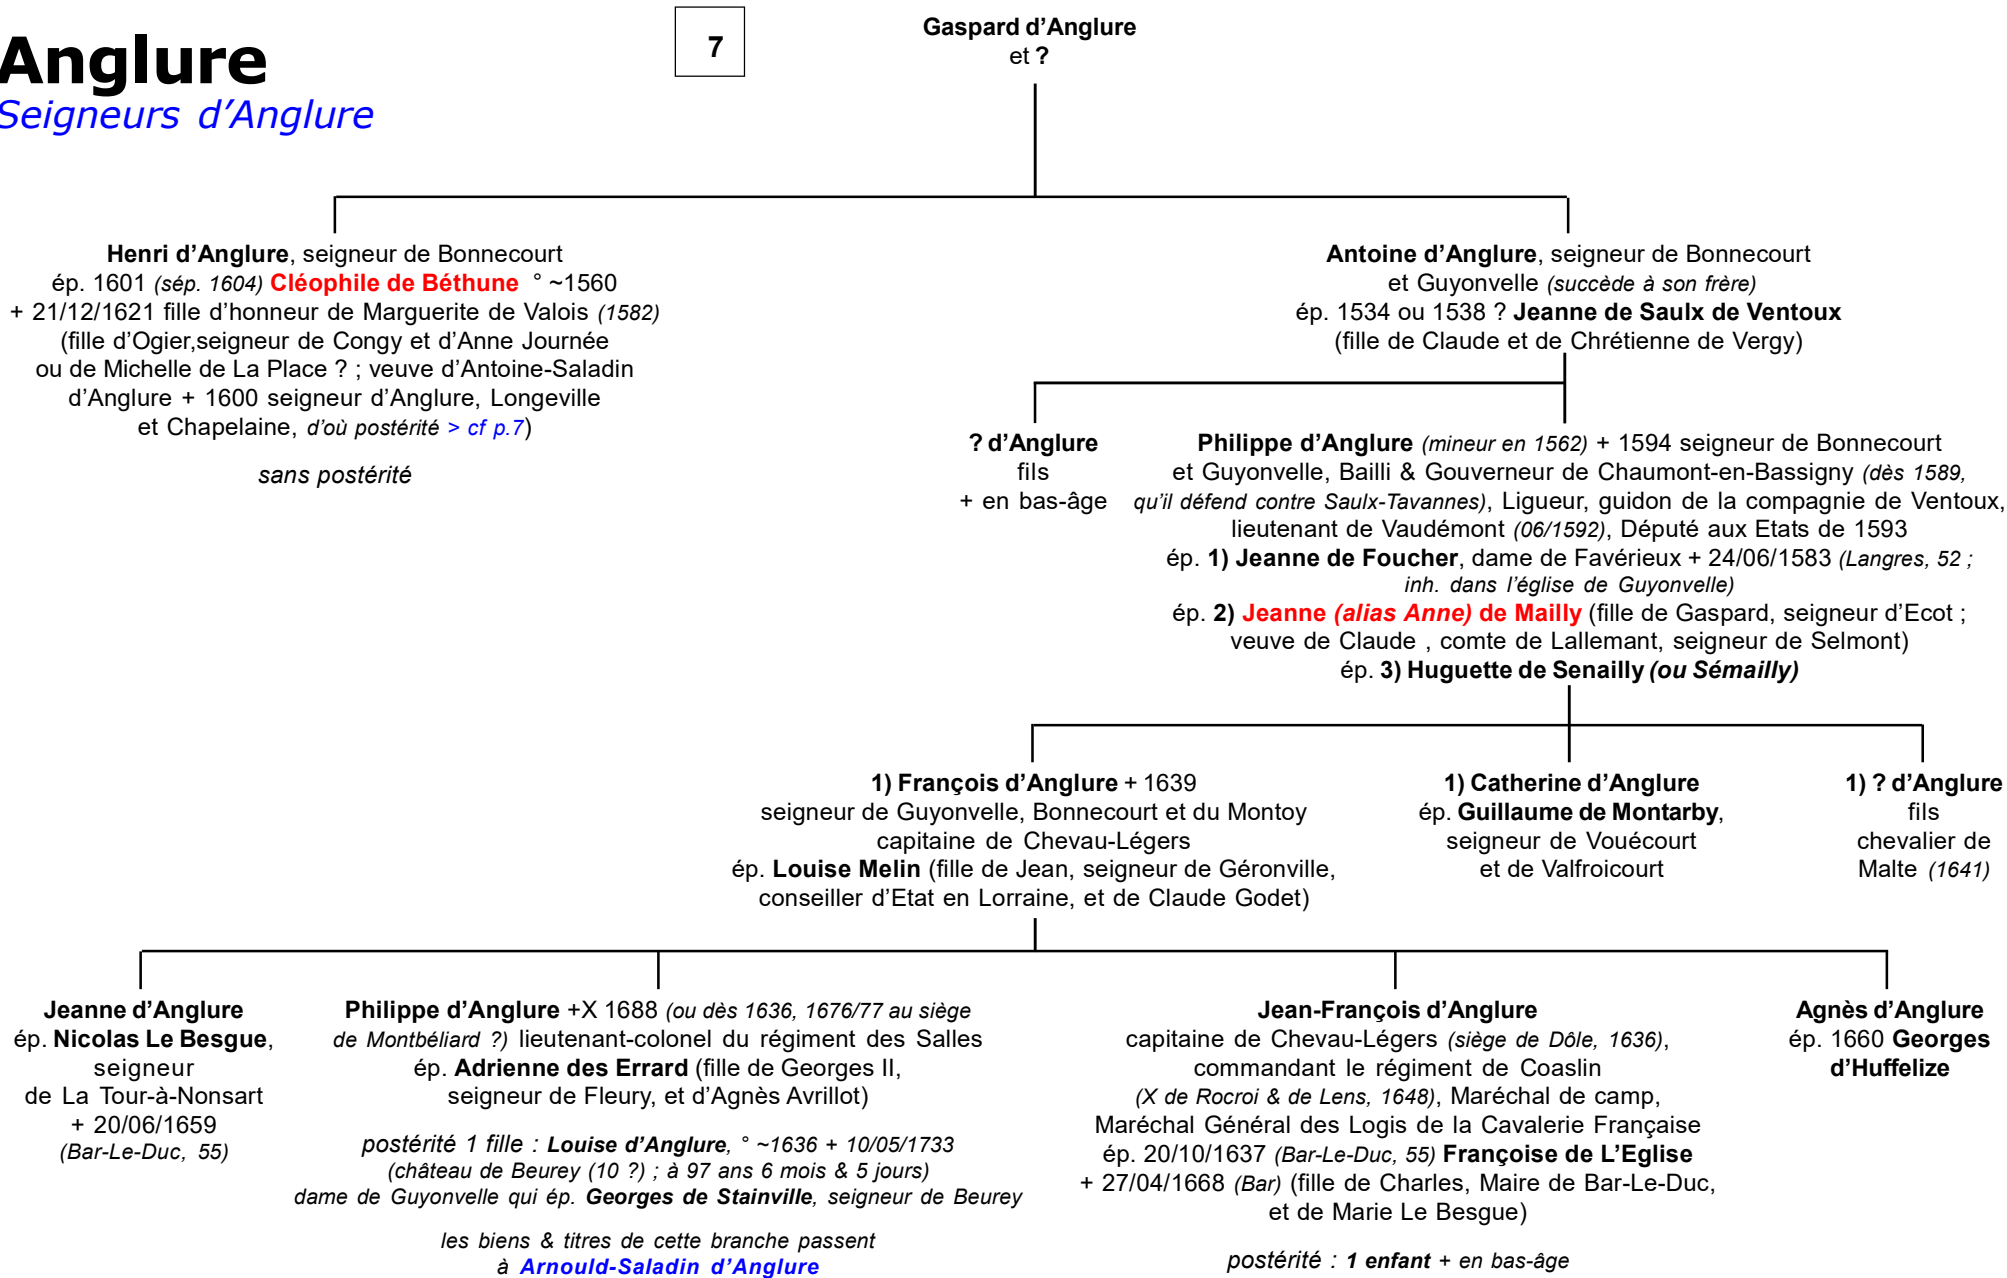 Anglure
Seigneurs d'Anglure
7
Gaspard d'Anglure
et ?
Henri d'Anglure, seigneur de Bonnecourt
ép. 1601 (sép. 1604) Cléophile de Béthune ° ~1560
+ 21/12/1621 fille d'honneur de Marguerite de Valois (1582)
(fille d'Ogier,seigneur de Congy et d'Anne Journée
ou de Michelle de La Place ? ; veuve d'Antoine-Saladin
d'Anglure + 1600 seigneur d'Anglure, Longeville
et Chapelaine, d'où postérité > cf p.7)
sans postérité
Antoine d'Anglure, seigneur de Bonnecourt
et Guyonvelle (succède à son frère)
ép. 1534 ou 1538 ? Jeanne de Saulx de Ventoux
(fille de Claude et de Chrétienne de Vergy)
? d'Anglure
fils
+ en bas-âge
Philippe d'Anglure (mineur en 1562) + 1594 seigneur de Bonnecourt
et Guyonvelle, Bailli & Gouverneur de Chaumont-en-Bassigny (dès 1589,
qu'il défend contre Saulx-Tavannes), Ligueur, guidon de la compagnie de Ventoux,
lieutenant de Vaudémont (06/1592), Député aux Etats de 1593
ép. 1) Jeanne de Foucher, dame de Favérieux + 24/06/1583 (Langres, 52 ;
inh. dans l'église de Guyonvelle)
ép. 2) Jeanne (alias Anne) de Mailly (fille de Gaspard, seigneur d'Ecot ;
veuve de Claude , comte de Lallemant, seigneur de Selmont)
ép. 3) Huguette de Senailly (ou Sémailly)
1) François d'Anglure + 1639
seigneur de Guyonvelle, Bonnecourt et du Montoy
capitaine de Chevau-Légers
ép. Louise Melin (fille de Jean, seigneur de Géronville,
conseiller d'Etat en Lorraine, et de Claude Godet)
1) Catherine d'Anglure
ép. Guillaume de Montarby,
seigneur de Vouécourt
et de Valfroicourt
1) ? d'Anglure
fils
chevalier de
Malte (1641)
Jeanne d'Anglure
ép. Nicolas Le Besgue,
seigneur
de La Tour-à-Nonsart
+ 20/06/1659
(Bar-Le-Duc, 55)
Philippe d'Anglure +X 1688 (ou dès 1636, 1676/77 au siège
de Montbéliard ?) lieutenant-colonel du régiment des Salles
ép. Adrienne des Errard (fille de Georges II,
seigneur de Fleury, et d'Agnès Avrillot)
postérité 1 fille : Louise d'Anglure, ° ~1636 + 10/05/1733
(château de Beurey (10 ?) ; à 97 ans 6 mois & 5 jours)
dame de Guyonvelle qui ép. Georges de Stainville, seigneur de Beurey
les biens & titres de cette branche passent
à Arnould-Saladin d'Anglure
Jean-François d'Anglure
capitaine de Chevau-Légers (siège de Dôle, 1636),
commandant le régiment de Coaslin
(X de Rocroi & de Lens, 1648), Maréchal de camp,
Maréchal Général des Logis de la Cavalerie Française
ép. 20/10/1637 (Bar-Le-Duc, 55) Françoise de L'Eglise
+ 27/04/1668 (Bar) (fille de Charles, Maire de Bar-Le-Duc,
et de Marie Le Besgue)
postérité : 1 enfant + en bas-âge
Agnès d'Anglure
ép. 1660 Georges
d'Huffelize